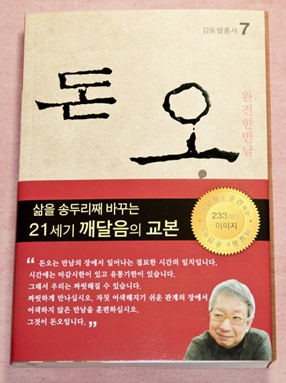 김동렬총서 7
돈오
완전한만남
삶을 송두리째 바꾸는
21세기 깨달음의 교본
233개의
이미지
“ 돈오는 만남의 장에서 일어나는 절묘한 시간의 일치입니다.
시간에는 마감시한이 있고 유통기한이 있습니다.
그래서 우리는 짜릿해질 수 있습니다.
짜릿하게 만나십시오. 자칫 어색해지기 쉬운 관계의 장에서
어색하지 않은 만남을 훈련하십시오.
그것이 돈오입니다. ”